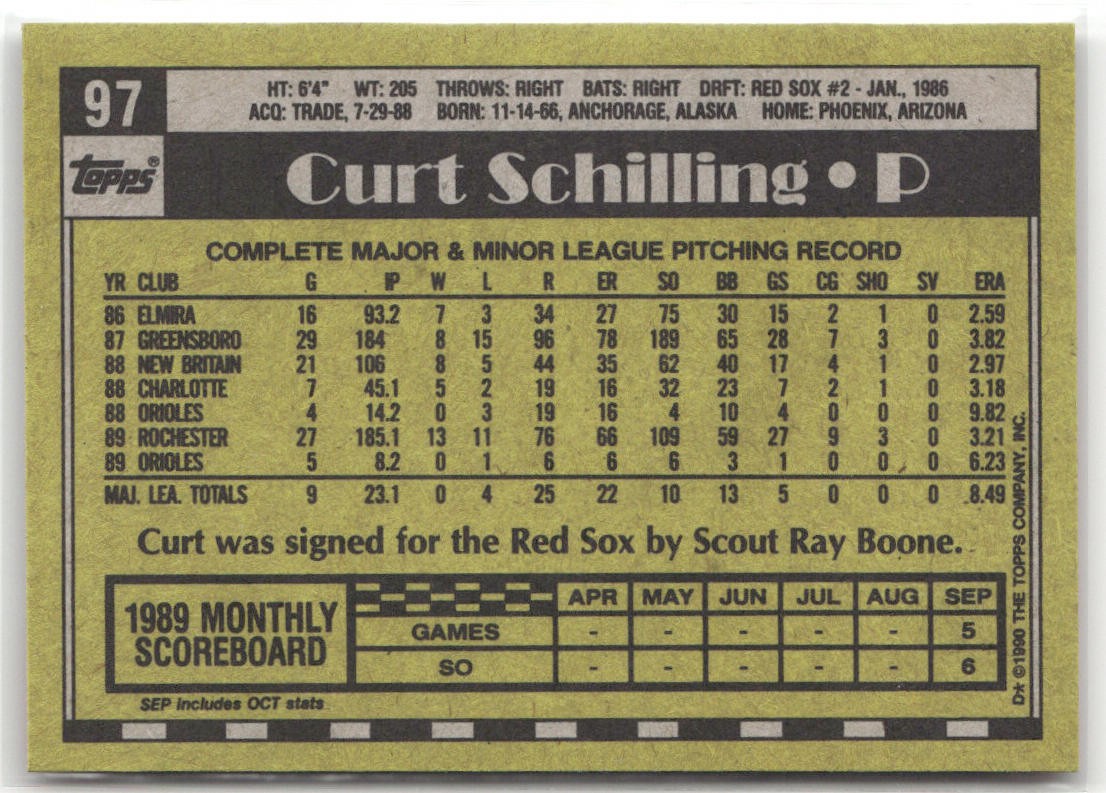 97
HT: 6'4" WT: 205 THROWS: RIGHT BATS: RIGHT DRFT: RED SOX #2 - JAN., 1986
ACQ: TRADE, 7-29-88 BORN: 11-14-66, ANCHORAGE, ALASKA HOME: PHOENIX, ARIZONA
Topps®
Curt Schilling • P
COMPLETE MAJOR & MINOR LEAGUE PITCHING RECORD
YR CLUB G IP W L R ER SO BB GS CG SHO SV ERA
86 ELMIRA 16 93.2 7 3 34 27 75 30 15 2 1 0 2.59
87 GREENSBORO 29 184 8 15 96 78 189 65 28 7 3 0 3.82
88 NEW BRITAIN 21 106 8 5 44 35 62 40 17 4 1 0 2.97
88 CHARLOTTE 7 45.1 5 2 19 16 32 23 7 2 1 0 3.18
88 ORIOLES 4 14.2 0 3 19 16 4 10 4 0 0 0 9.82
89 ROCHESTER 27 185.1 13 11 76 66 109 59 27 9 3 0 3.21
89 ORIOLES 5 8.2 0 1 6 6 6 3 1 0 0 0 6.23
MAJ. LEA. TOTALS 9 23.1 0 4 25 22 10 13 5 0 0 0 8.49
Curt was signed for the Red Sox by Scout Ray Boone.
1989 MONTHLY
SCOREBOARD
APR MAY JUN JUL AUG SEP
GAMES - - - - - 5
SO - - - - - 6
SEP includes OCT stats
D* ©1990 THE TOPPS COMPANY, INC.